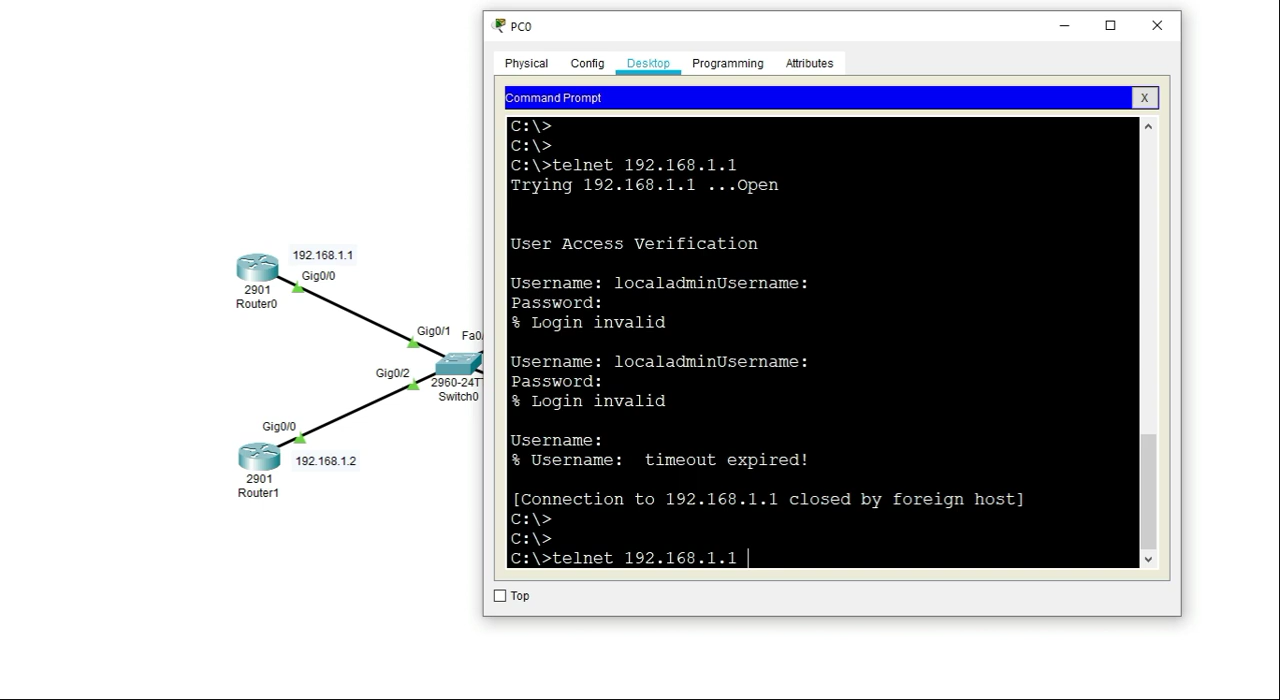 PC0
Physical Config Desktop Programming Attributes
Command Prompt
X
C:\>
C:\>
C:\>telnet 192.168.1.1
Trying 192.168.1.1 ...Open
User Access Verification
Username: localadminUsername:
Password:
% Login invalid
Username: localadminUsername:
Password:
% Login invalid
Username:
% Username:  timeout expired!
[Connection to 192.168.1.1 closed by foreign host]
C:\>
C:\>
C:\>telnet 192.168.1.1
Top
192.168.1.1
Gig0/0
2901
Router0
Gig0/1
Fa0/
Gig0/2
2960-24T
Switch0
Gig0/0
192.168.1.2
2901
Router1